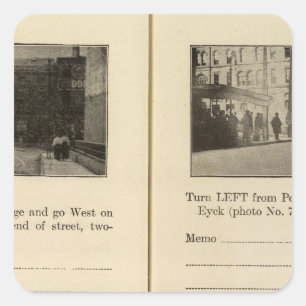 ge and go West on
end of street, two-
Turn LEFT from Pe
Eyck (photo No. 7
Memo